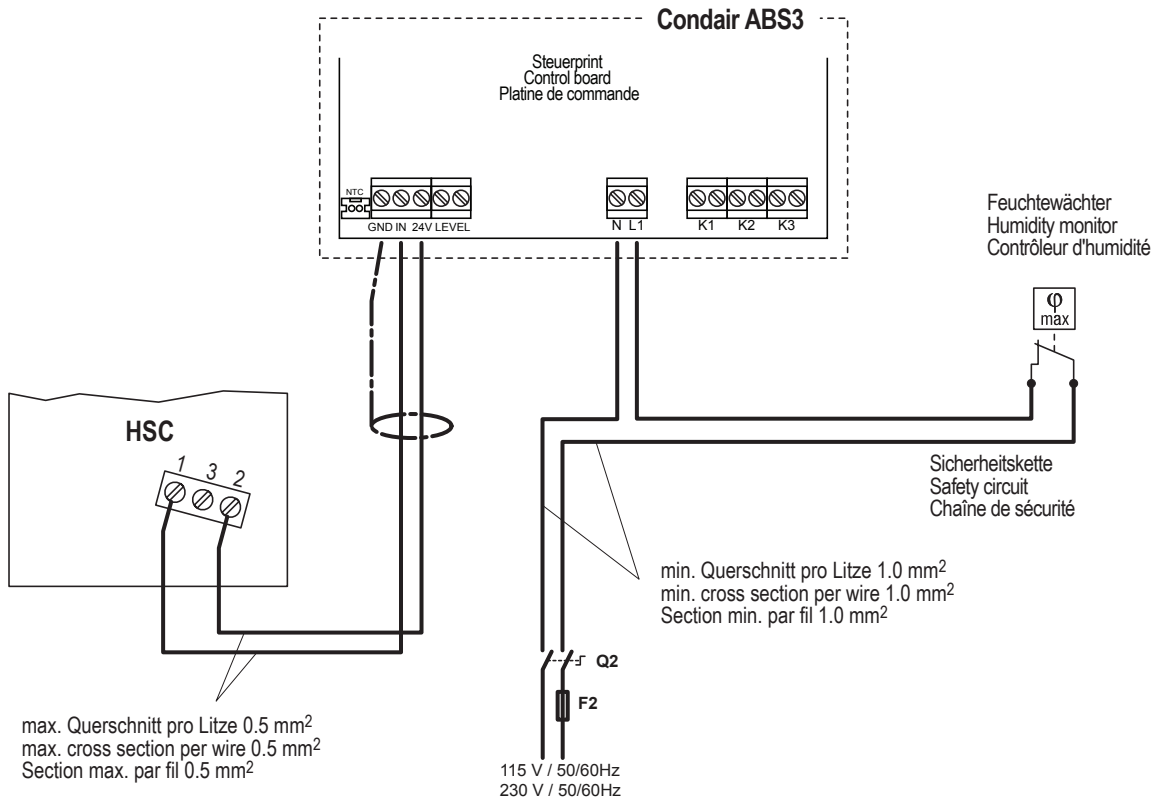 Condair ABS3
Steuerprint
Control board
Platine de commande
NTC
GND IN 24V LEVEL
N L1
K1 K2 K3
Feuchtewächter
Humidity monitor
Contrôleur d'humidité
φ
max
HSC
1 3 2
Sicherheitskette
Safety circuit
Chaîne de sécurité
min. Querschnitt pro Litze 1.0 mm²
min. cross section per wire 1.0 mm²
Section min. par fil 1.0 mm²
Q2
F2
max. Querschnitt pro Litze 0.5 mm²
max. cross section per wire 0.5 mm²
Section max. par fil 0.5 mm²
115 V / 50/60Hz
230 V / 50/60Hz